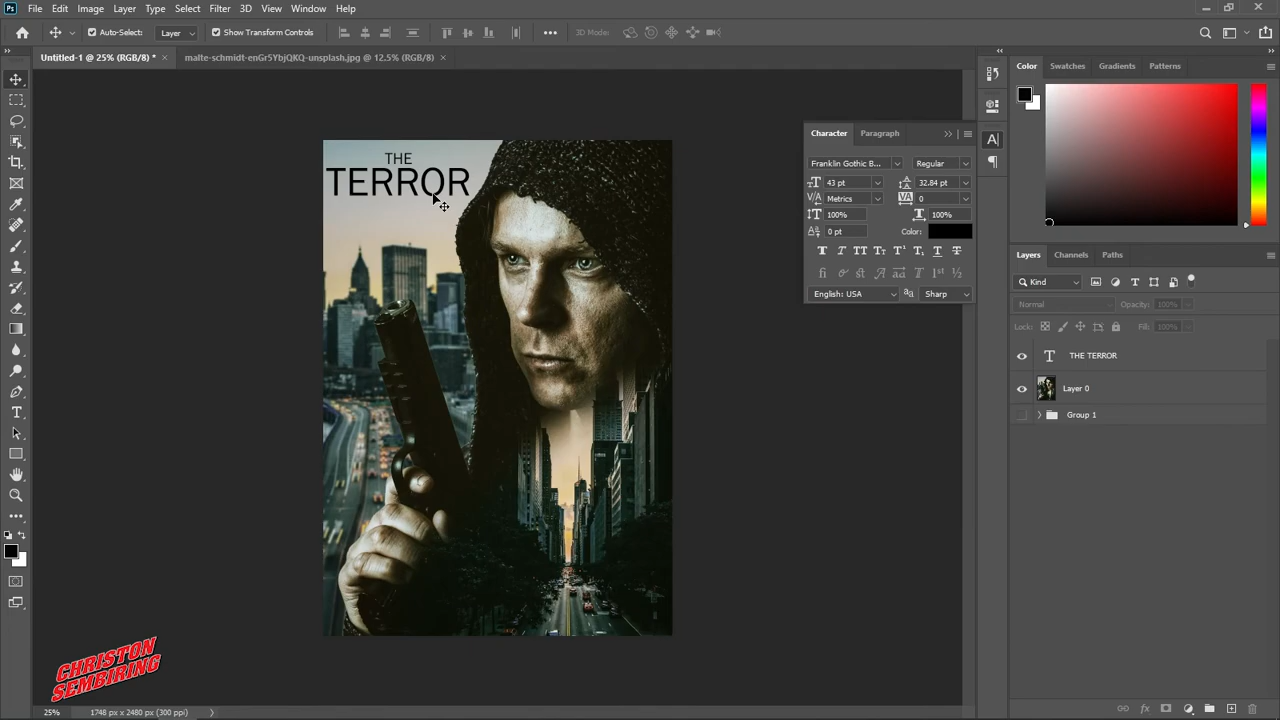 Ps File Edit Image Layer Type Select Filter 3D View Window Help
Auto-Select: Layer Show Transform Controls 3D Mode:
Untitled-1 @ 25% (RGB/8) * × malte-schmidt-enGr5YbjQKQ-unsplash.jpg @ 12.5% (RGB/8) ×
Color Swatches Gradients Patterns
Character Paragraph
Franklin Gothic B... Regular
43 pt 32.84 pt
Metrics 0
100% 100%
0 pt Color:
English: USA Sharp
Layers Channels Paths
Kind
Normal Opacity: 100%
Lock: Fill: 100%
THE TERROR
Layer 0
Group 1
THE
TERROR
CHRISTON
SEMBIRING
25% 1748 px x 2480 px (300 ppi)